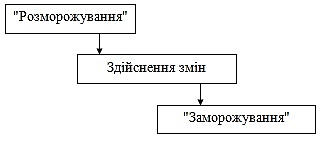 "Розморожування"
Здійснення змін
"Заморожування"